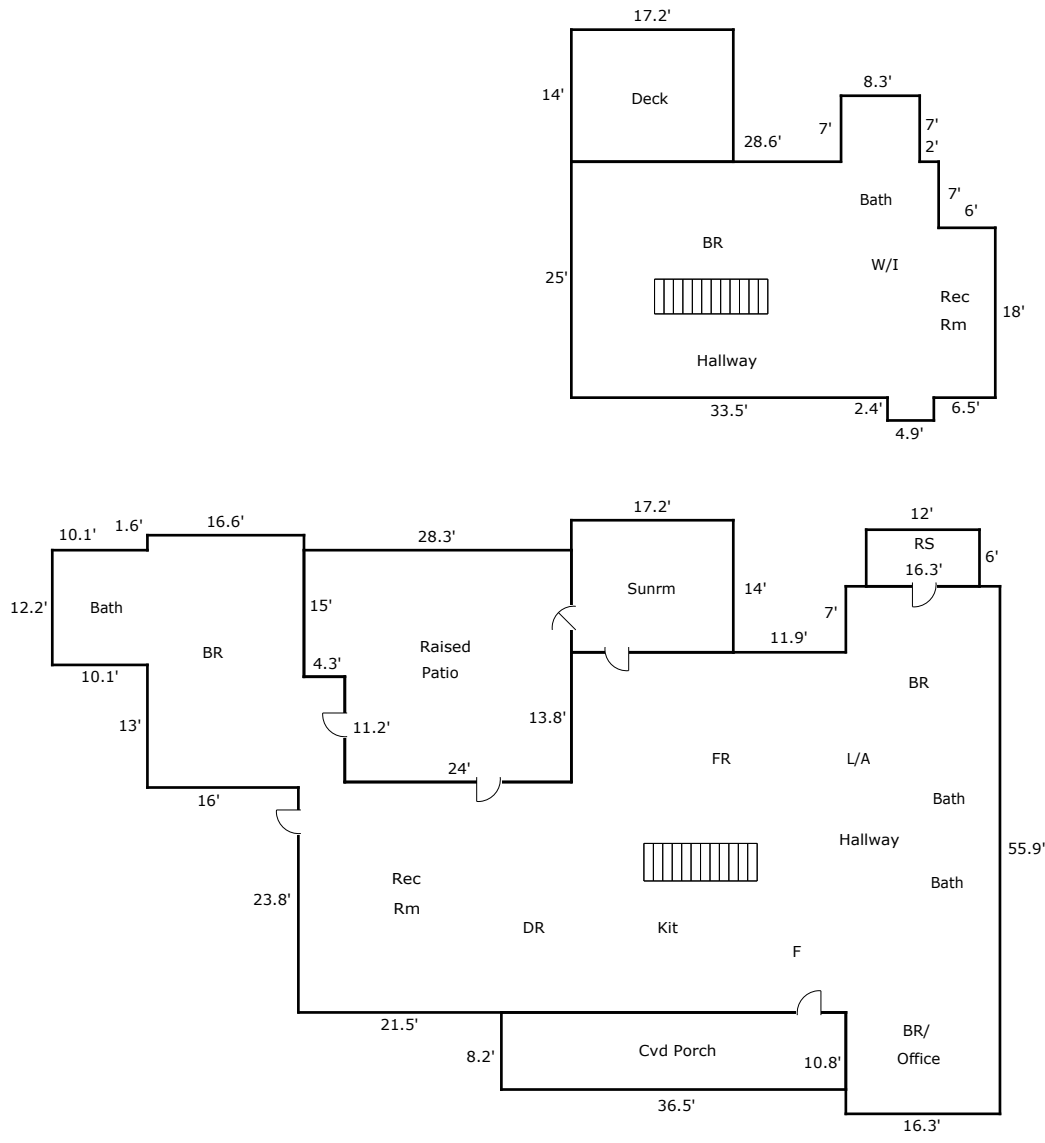 17.2'
14'
Deck
8.3'
7'
7'
28.6'
2'
Bath
7'
6'
BR
W/I
25'
Rec
Rm
18'
Hallway
33.5'
2.4'
6.5'
4.9'
17.2'
10.1'
1.6'
16.6'
28.3'
12'
RS
16.3'
6'
12.2'
Bath
15'
Sunrm
14'
7'
11.9'
BR
Raised
Patio
4.3'
10.1'
BR
13'
11.2'
13.8'
24'
FR
L/A
16'
Bath
Hallway
55.9'
Bath
23.8'
Rec
Rm
DR
Kit
F
21.5'
8.2'
Cvd Porch
10.8'
BR/
Office
36.5'
16.3'